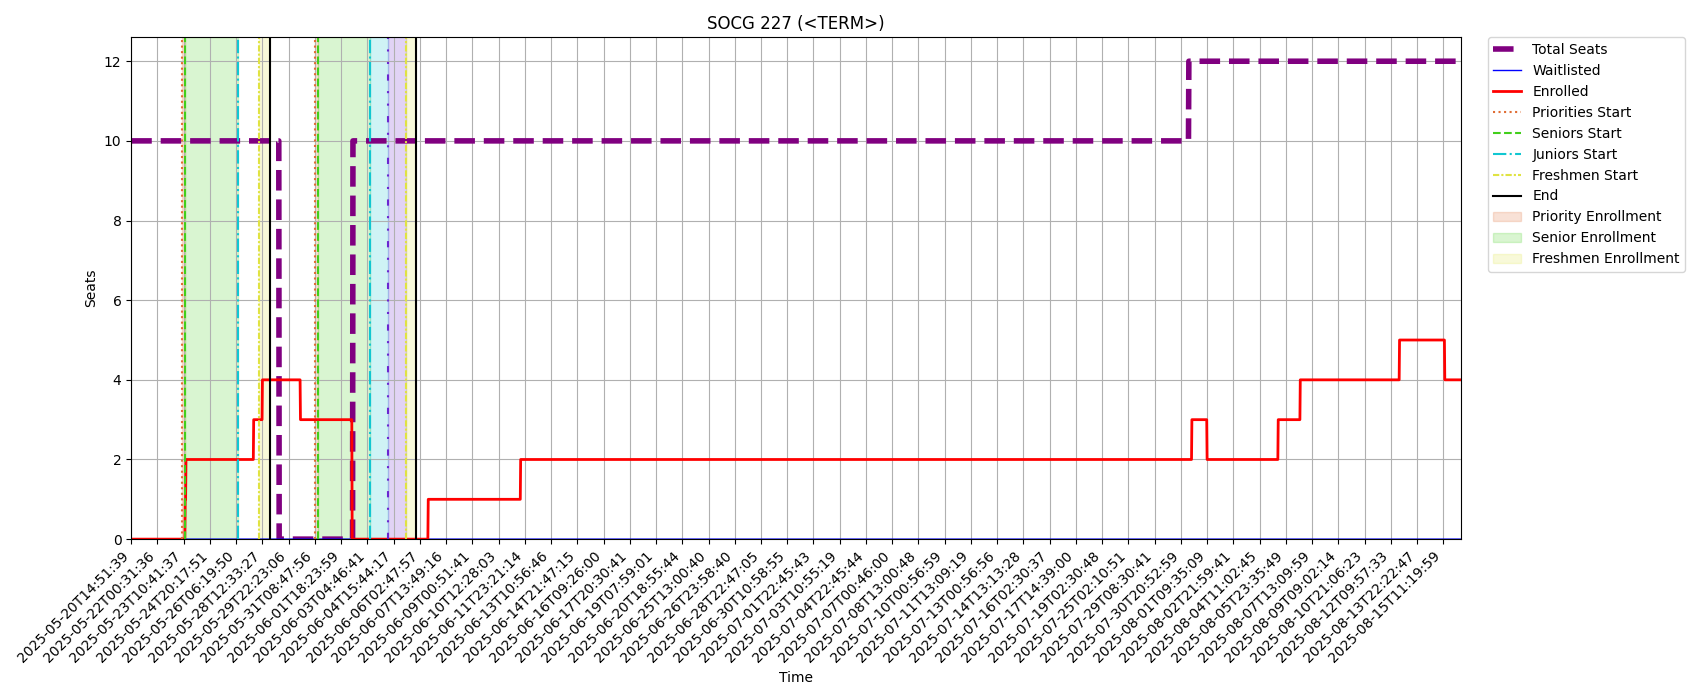 SOCG 227 (<TERM>)
Seats
12
10
8
6
4
2
0
2025-05-20T14:51:39
2025-05-22T00:31:36
2025-05-23T10:41:37
2025-05-24T20:17:51
2025-05-26T06:19:50
2025-05-28T12:33:27
2025-05-29T22:23:06
2025-05-31T08:47:56
2025-06-01T18:23:59
2025-06-03T04:46:41
2025-06-04T15:44:17
2025-06-06T02:47:57
2025-06-07T13:49:16
2025-06-09T00:51:42
2025-06-10T12:28:03
2025-06-11T23:21:14
2025-06-13T10:56:46
2025-06-14T21:47:15
2025-06-16T09:26:00
2025-06-17T20:30:41
2025-06-19T07:59:01
2025-06-20T18:55:44
2025-06-25T13:00:40
2025-06-26T23:58:40
2025-06-28T22:47:05
2025-06-30T10:58:55
2025-07-01T22:45:43
2025-07-03T10:55:19
2025-07-04T22:45:44
2025-07-07T00:46:00
2025-07-08T13:00:48
2025-07-10T00:56:59
2025-07-11T13:09:19
2025-07-13T00:56:56
2025-07-14T13:13:28
2025-07-16T02:30:37
2025-07-17T14:39:00
2025-07-19T02:30:48
2025-07-25T02:10:51
2025-07-29T08:30:41
2025-07-30T20:52:59
2025-08-01T09:35:09
2025-08-02T21:59:41
2025-08-04T11:02:45
2025-08-05T23:35:49
2025-08-07T13:09:59
2025-08-09T09:02:14
2025-08-10T21:06:23
2025-08-12T09:57:33
2025-08-13T22:22:47
2025-08-15T11:19:59
Time
Total Seats
Waitlisted
Enrolled
Priorities Start
Seniors Start
Juniors Start
Freshmen Start
End
Priority Enrollment
Senior Enrollment
Freshmen Enrollment